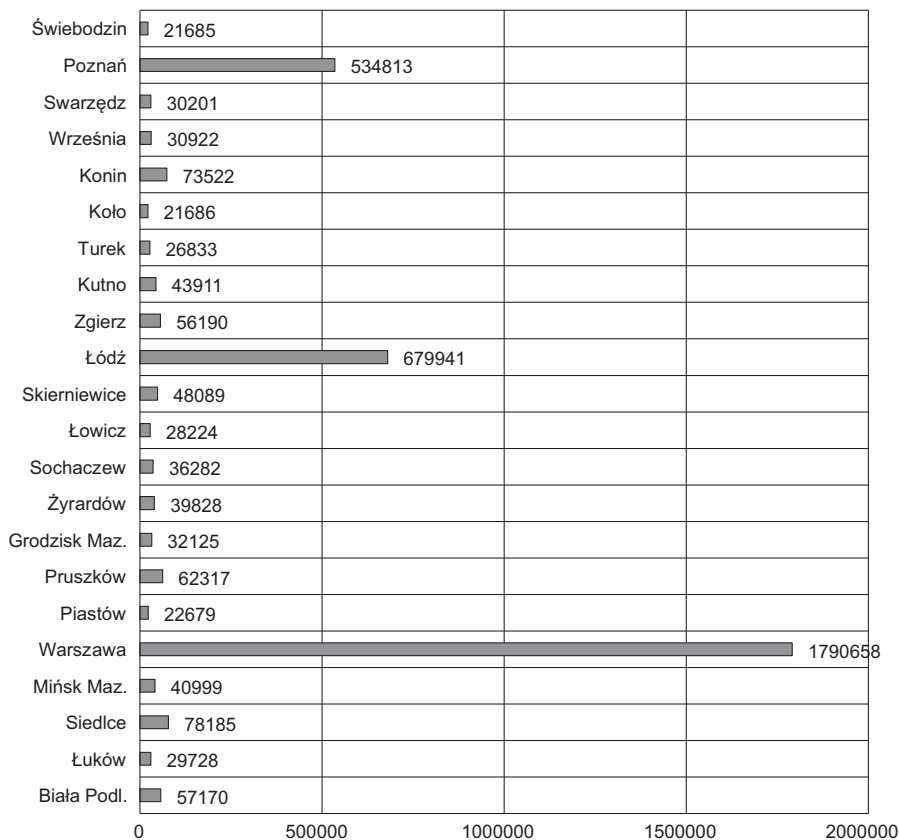 Świebodzin 21685
Poznań 534813
Swarzędz 30201
Września 30922
Konin 73522
Koło 21686
Turek 26833
Kutno 43911
Zgierz 56190
Łódź 679941
Skierniewice 48089
Łowicz 28224
Sochaczew 36282
Żyrardów 39828
Grodzisk Maz. 32125
Pruszków 62317
Piastów 22679
Warszawa 1790658
Mińsk Maz. 40999
Siedlce 78185
Łuków 29728
Biała Podl. 57170
0 500000 1000000 1500000 2000000